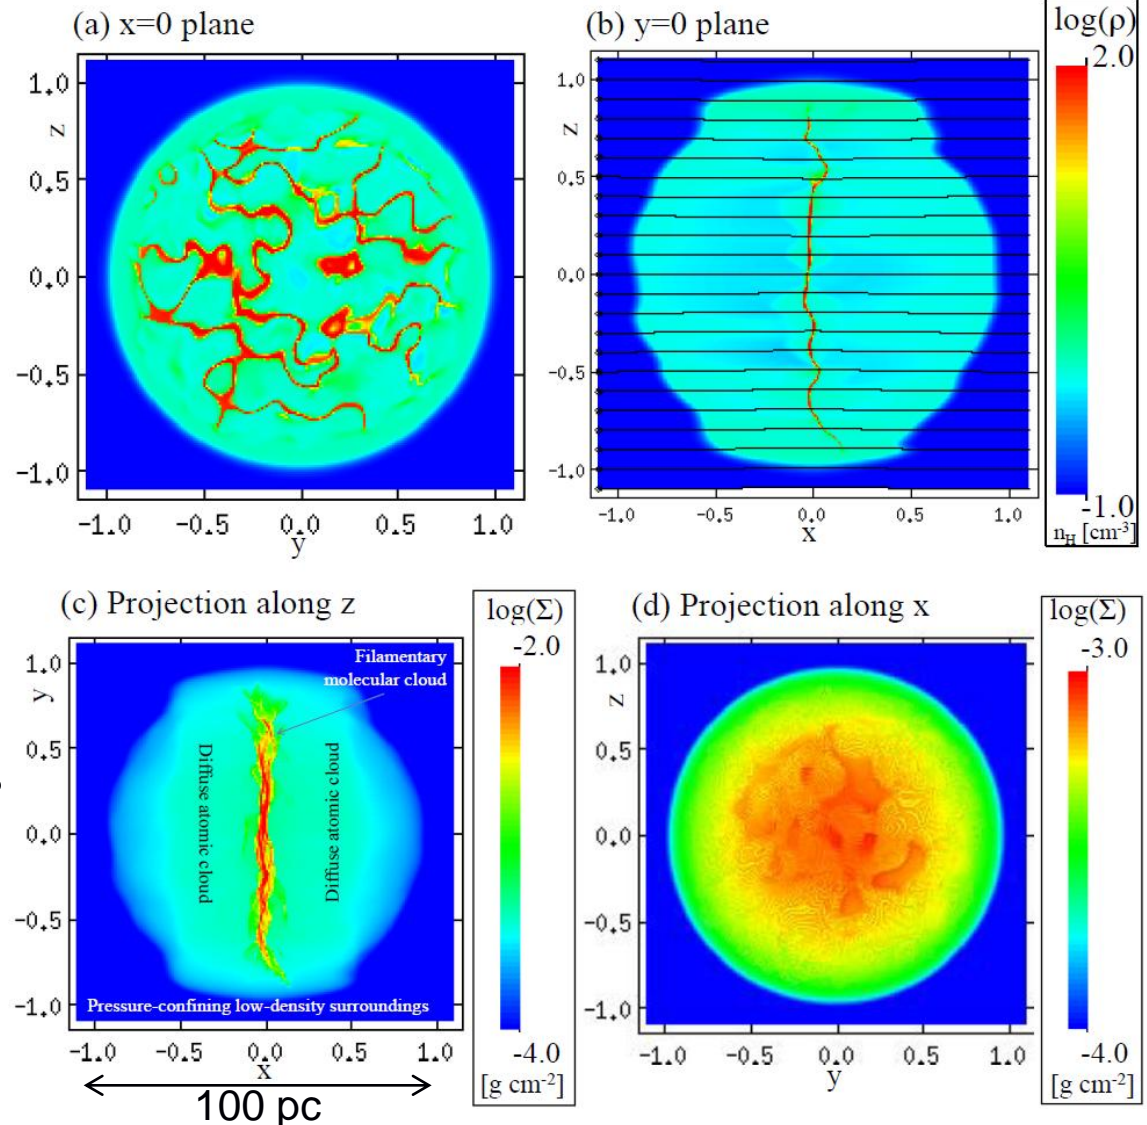 (a) x=0 plane
1.0
0.5
0.0
-0.5
-1.0
z
-1.0 -0.5 0.0 0.5 1.0
y
(b) y=0 plane
1.0
0.5
0.0
-0.5
-1.0
z
-1.0 -0.5 0.0 0.5 1.0
x
log(ρ)
2.0
-1.0
n_H [cm⁻³]
(c) Projection along z
1.0
0.5
0.0
-0.5
-1.0
y
Filamentary
molecular cloud
Diffuse atomic cloud
Diffuse atomic cloud
Pressure-confining low-density surroundings
-1.0 -0.5 0.0 0.5 1.0
x
100 pc
log(Σ)
-2.0
-4.0
[g cm⁻²]
(d) Projection along x
1.0
0.5
0.0
-0.5
-1.0
z
-1.0 -0.5 0.0 0.5 1.0
y
log(Σ)
-3.0
-4.0
[g cm⁻²]